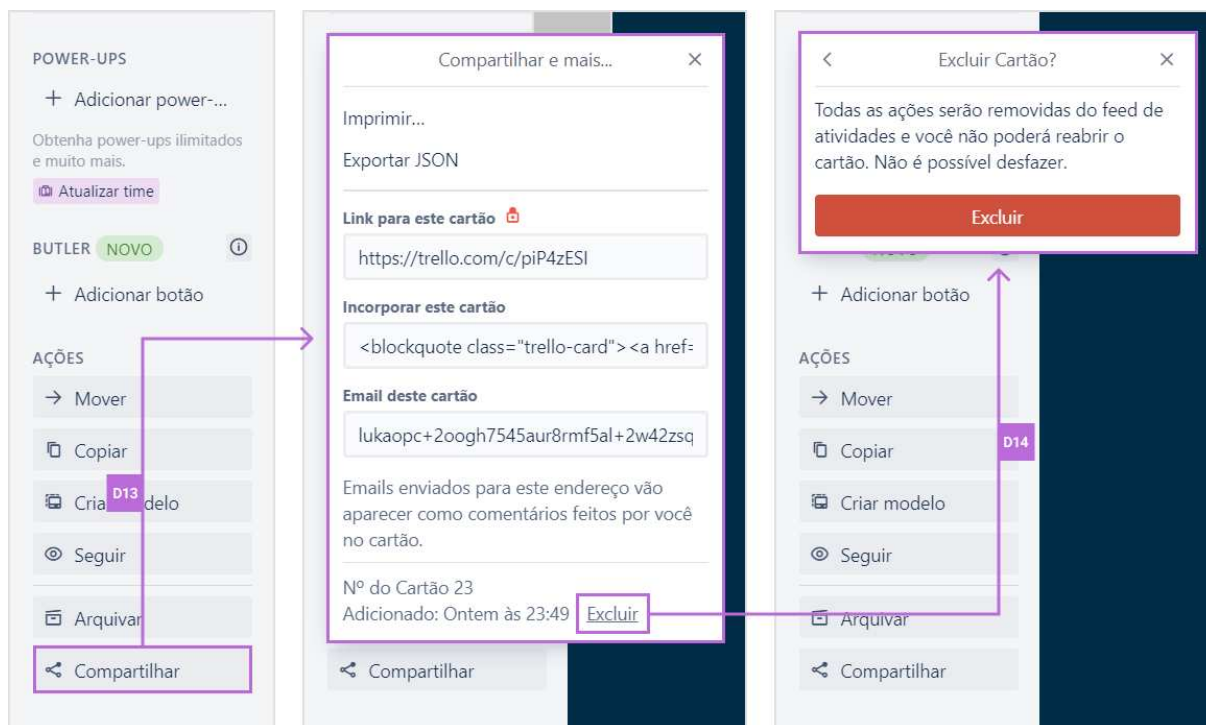 POWER-UPS
+ Adicionar power-...
Obtenha power-ups ilimitados
e muito mais.
Atualizar time
BUTLER NOVO
+ Adicionar botão
AÇÕES
→ Mover
Copiar
D13
Cria delo
Seguir
Arquivar
Compartilhar
Compartilhar e mais...
Imprimir...
Exportar JSON
Link para este cartão
https://trello.com/c/piP4zESI
Incorporar este cartão
<blockquote class="trello-card"><a href=
Email deste cartão
lukaopc+2oogh7545aur8rmf5al+2w42zsq
Emails enviados para este endereço vão
aparecer como comentários feitos por você
no cartão.
Nº do Cartão 23
Adicionado: Ontem às 23:49 Excluir
Compartilhar
Excluir Cartão?
Todas as ações serão removidas do feed de
atividades e você não poderá reabrir o
cartão. Não é possível desfazer.
Excluir
NOVO
+ Adicionar botão
AÇÕES
→ Mover
Copiar
D14
Criar modelo
Seguir
Arquivar
Compartilhar